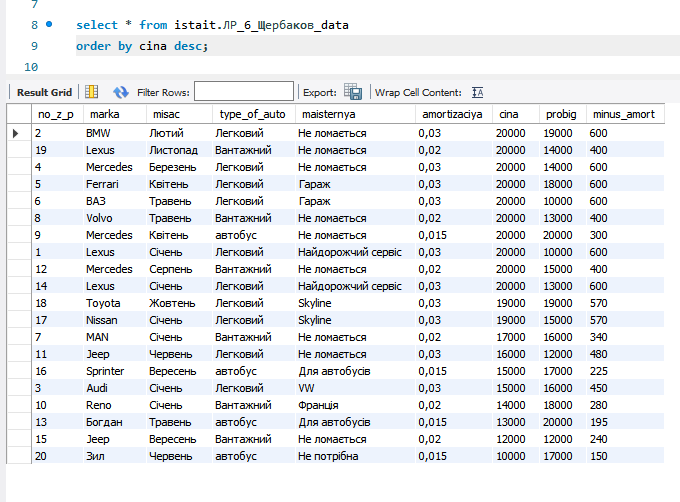 7
8 select * from istait.ЛР_6_Щербаков_data
9 order by cina desc;
10
Result Grid Filter Rows: Export: Wrap Cell Content: IA
no_z_p marka misac type_of_auto maisternya amortizaciya cina probig minus_amort
2 BMW Лютий Легковий Не ломається 0,03 20000 19000 600
19 Lexus Листопад Вантажний Не ломається 0,02 20000 14000 400
4 Mercedes Березень Легковий Не ломається 0,03 20000 14000 600
5 Ferrari Квітень Легковий Гараж 0,03 20000 18000 600
6 ВАЗ Травень Легковий Гараж 0,03 20000 10000 600
8 Volvo Травень Вантажний Не ломається 0,02 20000 13000 400
9 Mercedes Квітень автобус Не ломається 0,015 20000 20000 300
1 Lexus Січень Легковий Найдорожчий сервіс 0,03 20000 10000 600
12 Mercedes Серпень Вантажний Не ломається 0,02 20000 15000 400
14 Lexus Січень Легковий Найдорожчий сервіс 0,03 20000 13000 600
18 Toyota Жовтень Легковий Skyline 0,03 19000 19000 570
17 Nissan Січень Легковий Skyline 0,03 19000 15000 570
7 MAN Січень Вантажний Не ломається 0,02 17000 16000 340
11 Jeep Червень Легковий Не ломається 0,03 16000 12000 480
16 Sprinter Вересень автобус Для автобусів 0,015 15000 17000 225
3 Audi Січень Легковий VW 0,03 15000 16000 450
10 Reno Січень Вантажний Франція 0,02 14000 18000 280
13 Богдан Травень автобус Для автобусів 0,015 13000 20000 195
15 Jeep Вересень Вантажний Не ломається 0,02 12000 12000 240
20 Зил Червень автобус Не потрібна 0,015 10000 17000 150